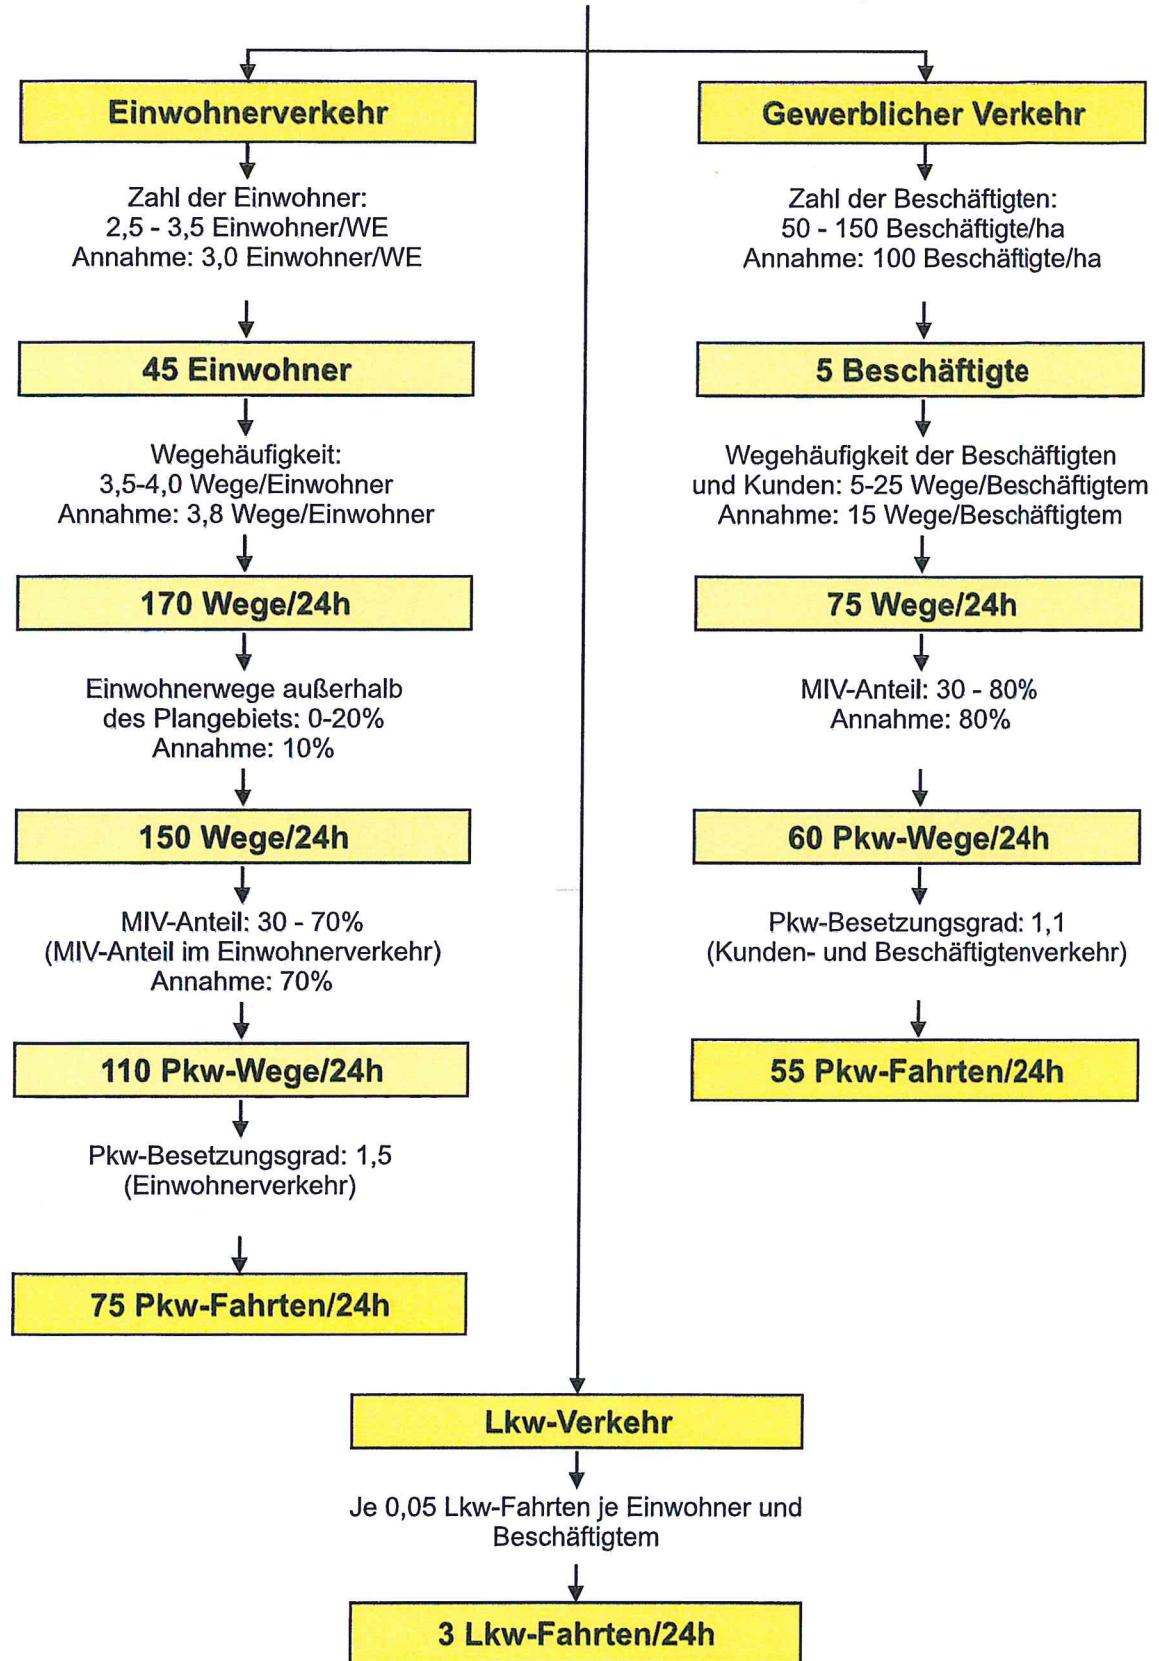 Einwohnerverkehr
Zahl der Einwohner:
2,5 - 3,5 Einwohner/WE
Annahme: 3,0 Einwohner/WE
45 Einwohner
Wegehäufigkeit:
3,5-4,0 Wege/Einwohner
Annahme: 3,8 Wege/Einwohner
170 Wege/24h
Einwohnerwege außerhalb
des Plangebiets: 0-20%
Annahme: 10%
150 Wege/24h
MIV-Anteil: 30 - 70%
(MIV-Anteil im Einwohnerverkehr)
Annahme: 70%
110 Pkw-Wege/24h
Pkw-Besetzungsgrad: 1,5
(Einwohnerverkehr)
75 Pkw-Fahrten/24h
Gewerblicher Verkehr
Zahl der Beschäftigten:
50 - 150 Beschäftigte/ha
Annahme: 100 Beschäftigte/ha
5 Beschäftigte
Wegehäufigkeit der Beschäftigten
und Kunden: 5-25 Wege/Beschäftigtem
Annahme: 15 Wege/Beschäftigtem
75 Wege/24h
MIV-Anteil: 30 - 80%
Annahme: 80%
60 Pkw-Wege/24h
Pkw-Besetzungsgrad: 1,1
(Kunden- und Beschäftigtenverkehr)
55 Pkw-Fahrten/24h
Lkw-Verkehr
Je 0,05 Lkw-Fahrten je Einwohner und
Beschäftigtem
3 Lkw-Fahrten/24h